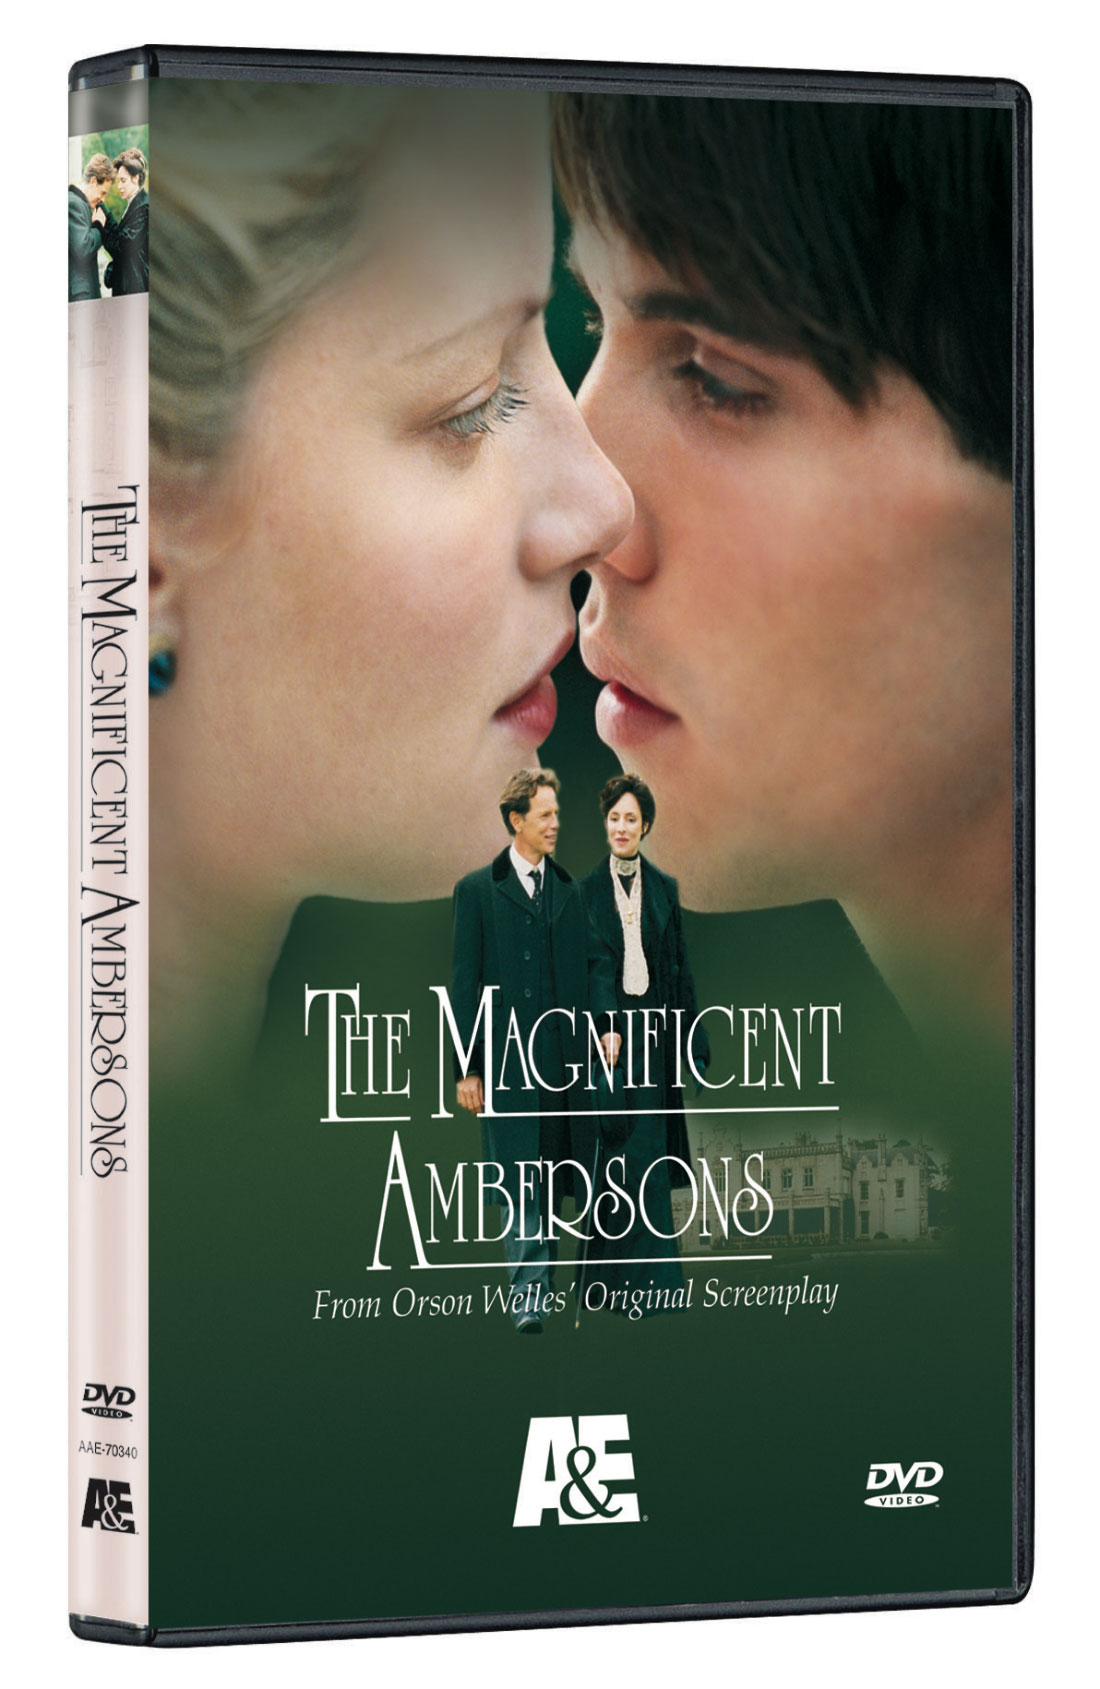 THE MAGNIFICENT AMBERSONS
DVD
VIDEO
AAE-70340
A&E
THE MAGNIFICENT
AMBERSONS
From Orson Welles' Original Screenplay
A&E
DVD
VIDEO